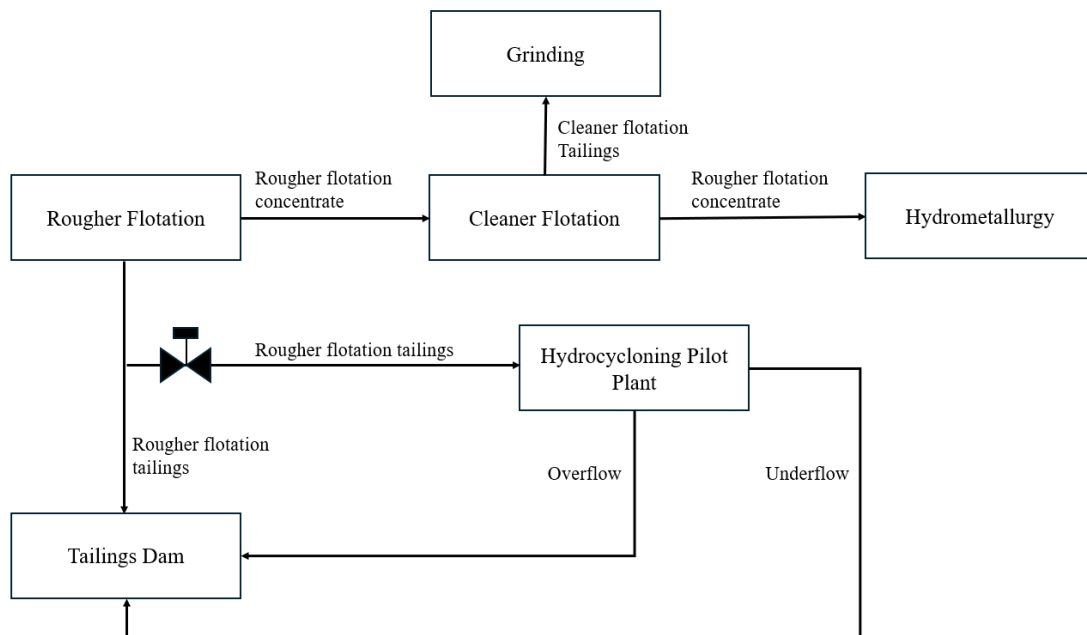 Grinding
Cleaner flotation
Tailings
Rougher flotation
concentrate
Rougher flotation
concentrate
Rougher Flotation
Cleaner Flotation
Hydrometallurgy
Rougher flotation tailings
Hydrocycloning Pilot
Plant
Rougher flotation
tailings
Overflow
Underflow
Tailings Dam